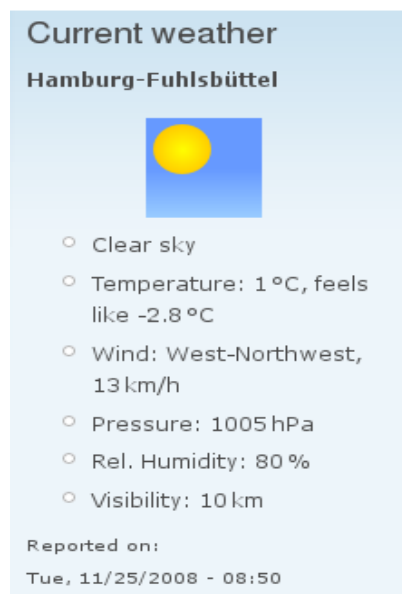 Current weather
Hamburg-Fuhlsbüttel
Clear sky
Temperature: 1 °C, feels
like -2.8 °C
Wind: West-Northwest,
13 km/h
Pressure: 1005 hPa
Rel. Humidity: 80 %
Visibility: 10 km
Reported on:
Tue, 11/25/2008 - 08:50